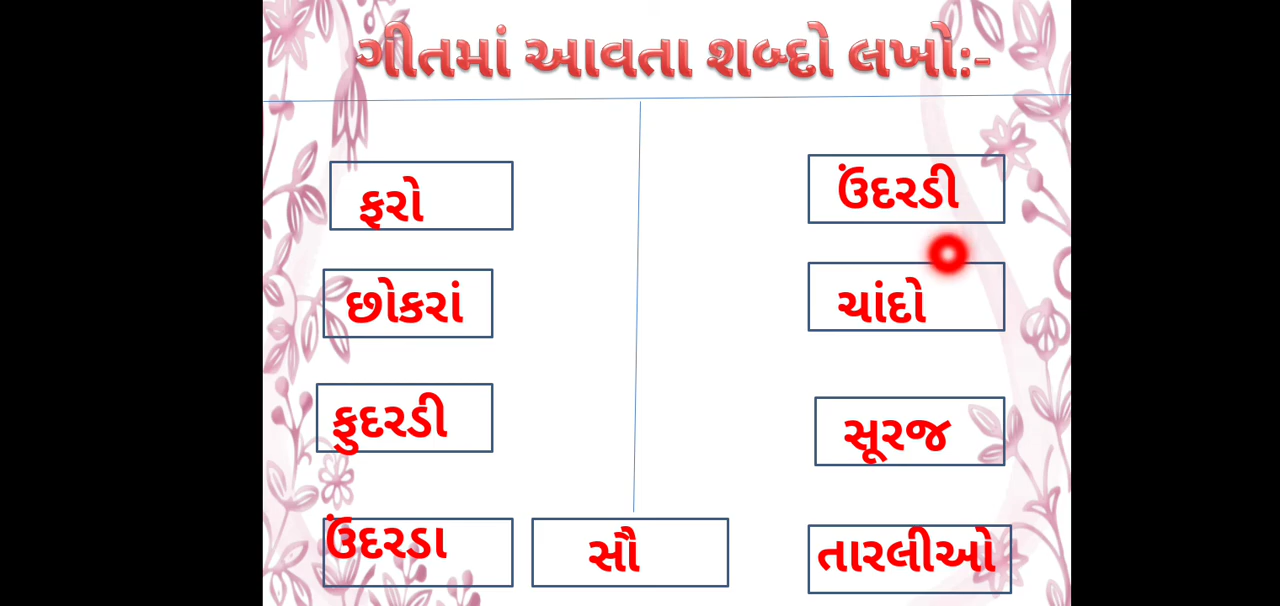 ગીતમાં આવતા શબ્દો લખો:-
ફરો
છોકરાં
ફુદરડી
ઉંદરડા
સૌ
ઉંદરડી
ચાંદો
સૂરજ
તારલીઓ